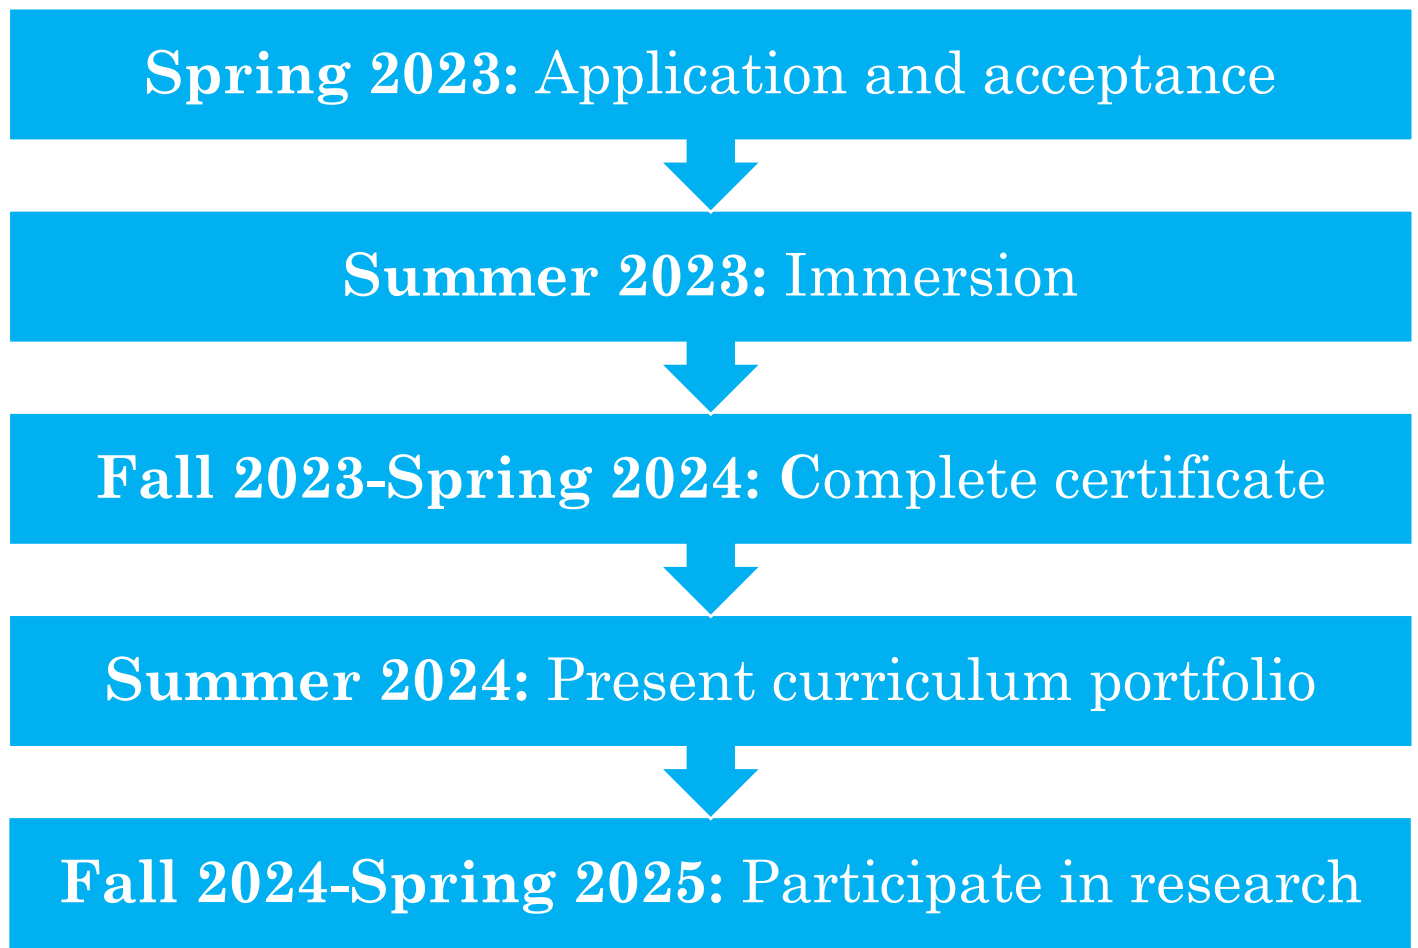 Spring 2023: Application and acceptance
Summer 2023: Immersion
Fall 2023-Spring 2024: Complete certificate
Summer 2024: Present curriculum portfolio
Fall 2024-Spring 2025: Participate in research